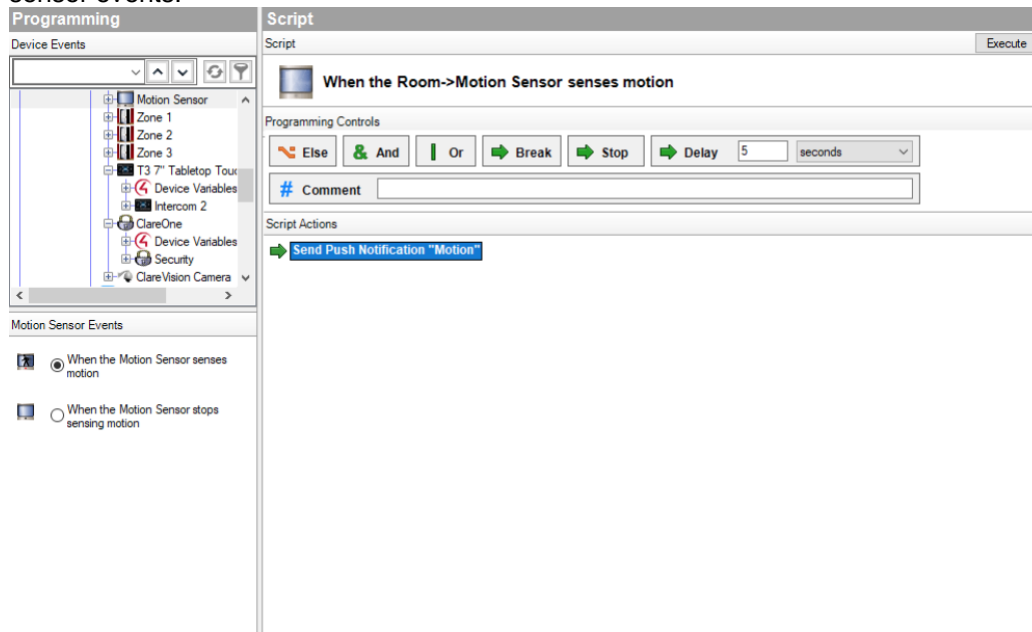 sensor events.
Programming
Device Events
Motion Sensor
Zone 1
Zone 2
Zone 3
T3 7" Tabletop Touc
Device Variables
Intercom 2
ClareOne
Device Variables
Security
ClareVision Camera
Motion Sensor Events
When the Motion Sensor senses
motion
When the Motion Sensor stops
sensing motion
Script
Script
Execute
When the Room->Motion Sensor senses motion
Programming Controls
Else & And Or Break Stop Delay 5 seconds
# Comment
Script Actions
Send Push Notification "Motion"